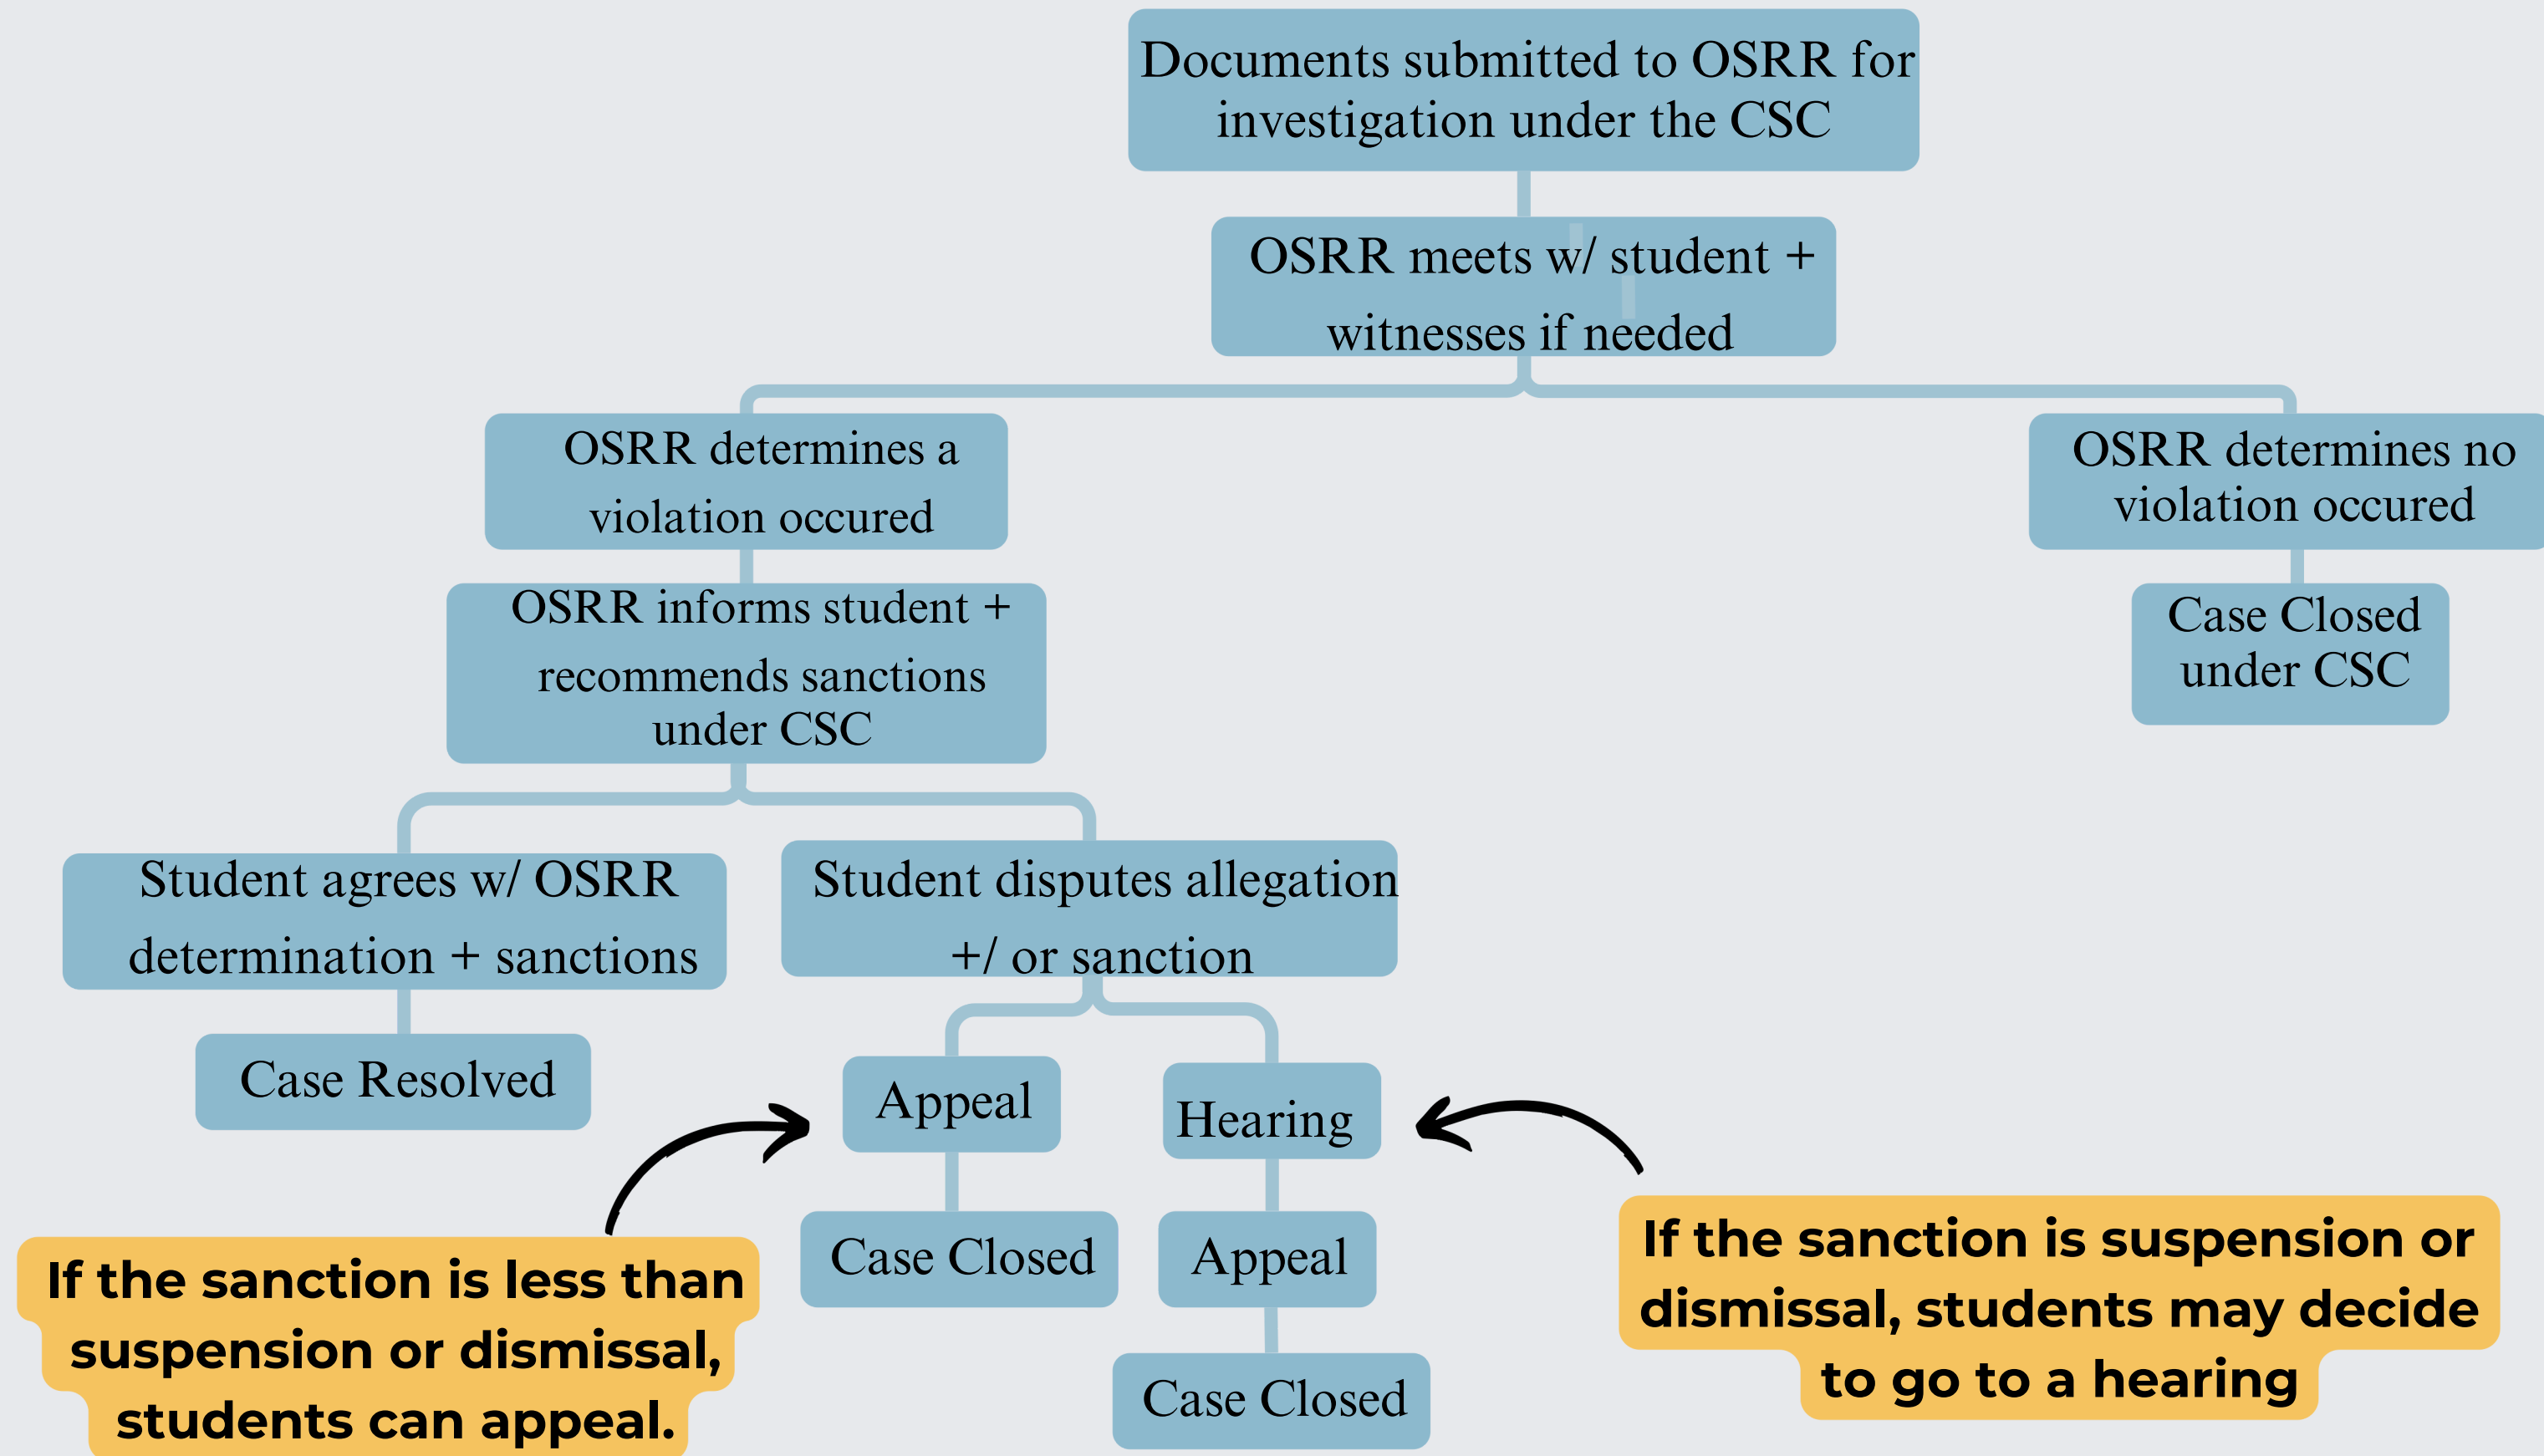 Documents submitted to OSRR for
investigation under the CSC
OSRR meets w/ student +
witnesses if needed
OSRR determines a
violation occured
OSRR determines no
violation occured
OSRR informs student +
recommends sanctions
under CSC
Case Closed
under CSC
Student agrees w/ OSRR
determination + sanctions
Student disputes allegation
+/ or sanction
Case Resolved
Appeal
Hearing
Case Closed
Appeal
Case Closed
If the sanction is less than
suspension or dismissal,
students can appeal.
If the sanction is suspension or
dismissal, students may decide
to go to a hearing